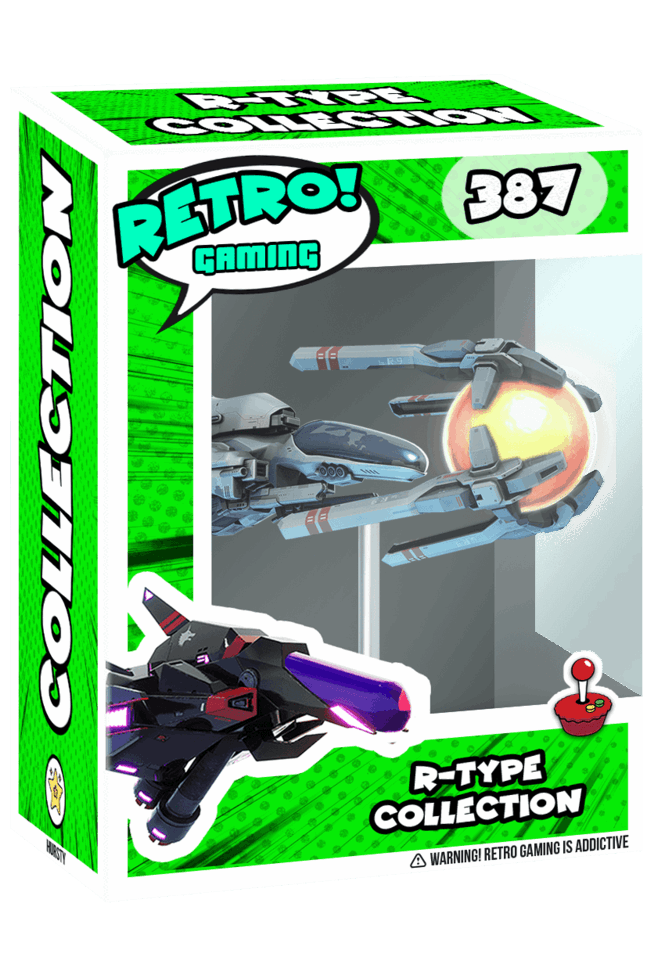 R-TYPE
COLLECTION
RETRO!
GAMING
387
COLLECTION
R-TYPE
COLLECTION
WARNING! RETRO GAMING IS ADDICTIVE
HURSTY